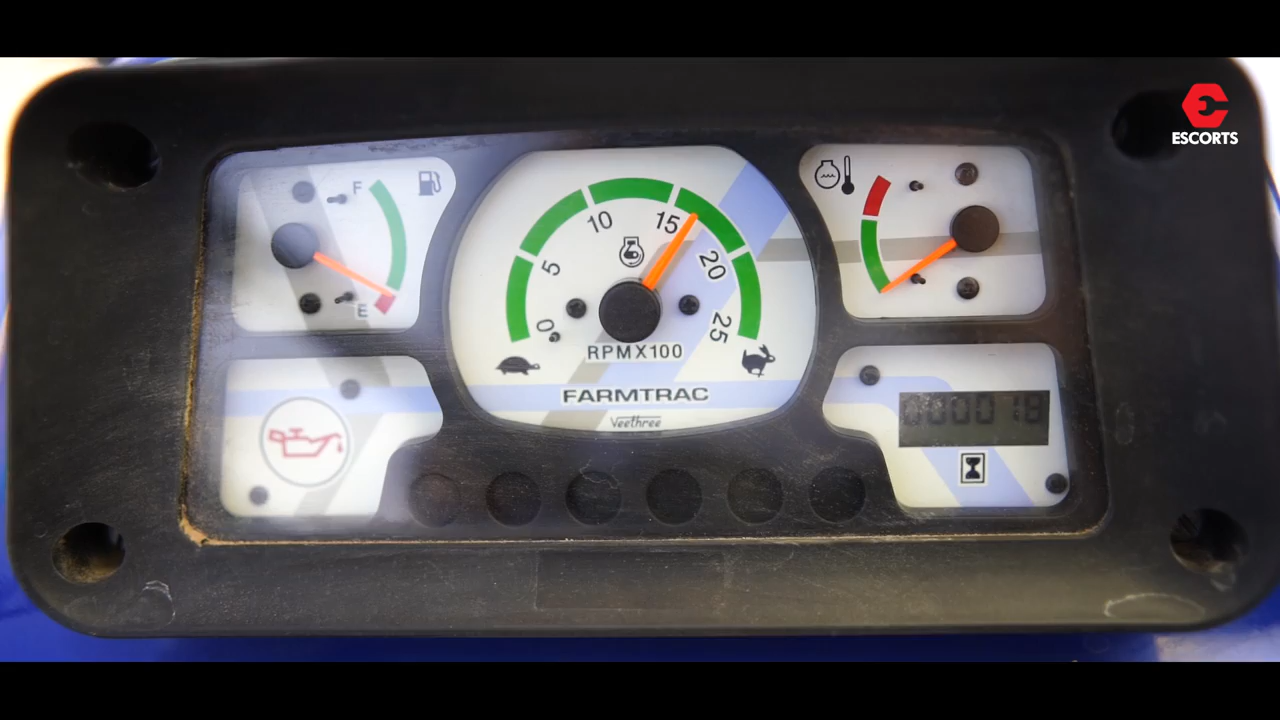 ESCORTS
F
E
0
5
10
15
20
25
RPMX100
FARMTRAC
Veethree
000018